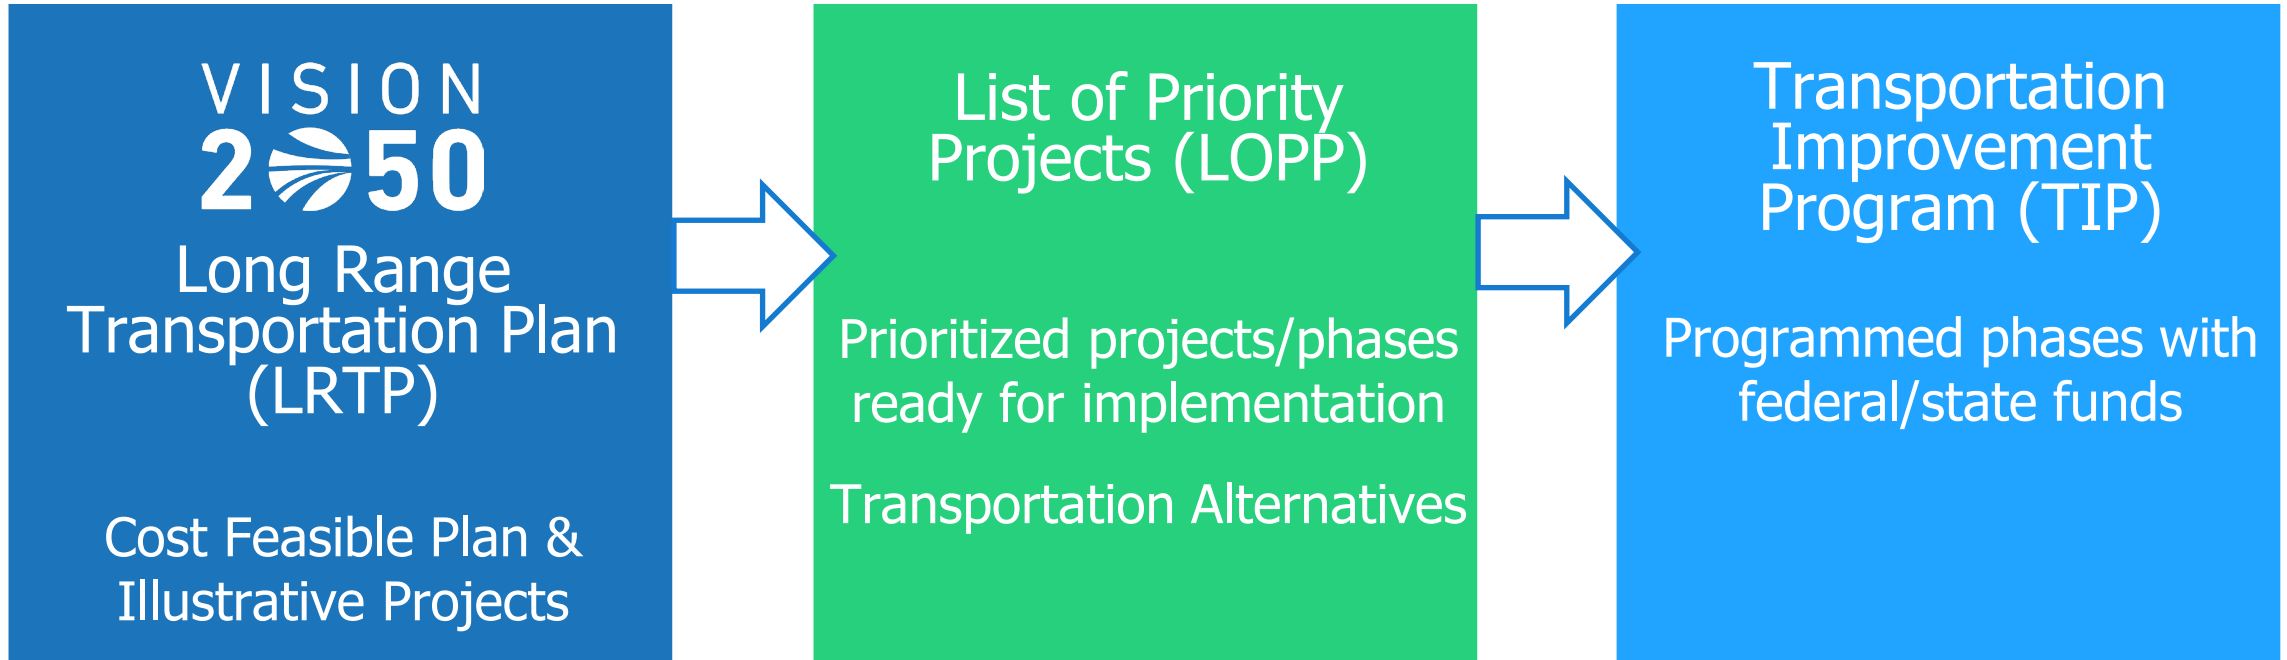 VISION
2050
Long Range
Transportation Plan
(LRTP)
Cost Feasible Plan &
Illustrative Projects
List of Priority
Projects (LOPP)
Prioritized projects/phases
ready for implementation
Transportation Alternatives
Transportation
Improvement
Program (TIP)
Programmed phases with
federal/state funds